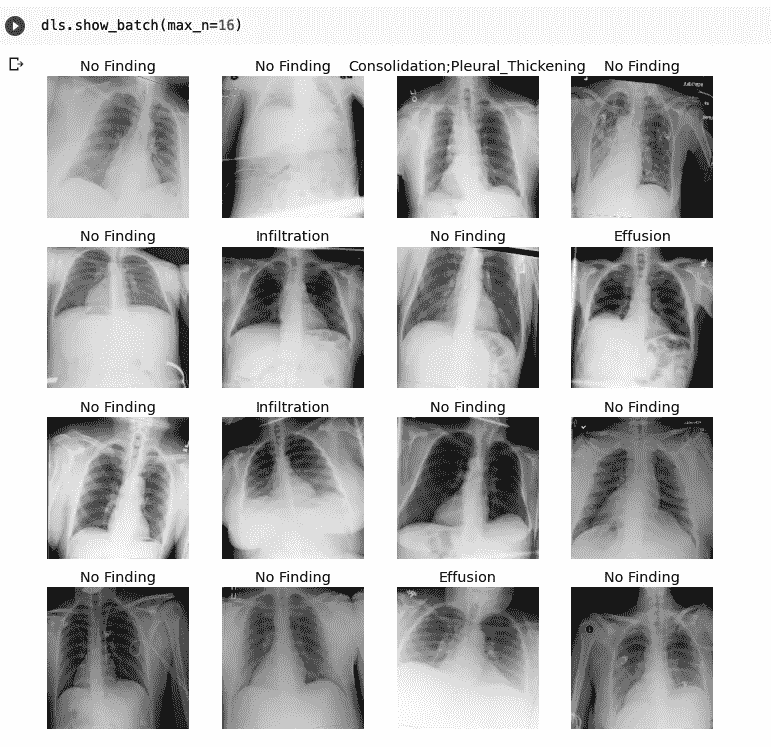 dls.show_batch(max_n=16)
No Finding No Finding Consolidation;Pleural_Thickening No Finding
No Finding Infiltration No Finding Effusion
No Finding Infiltration No Finding No Finding
No Finding No Finding Effusion No Finding